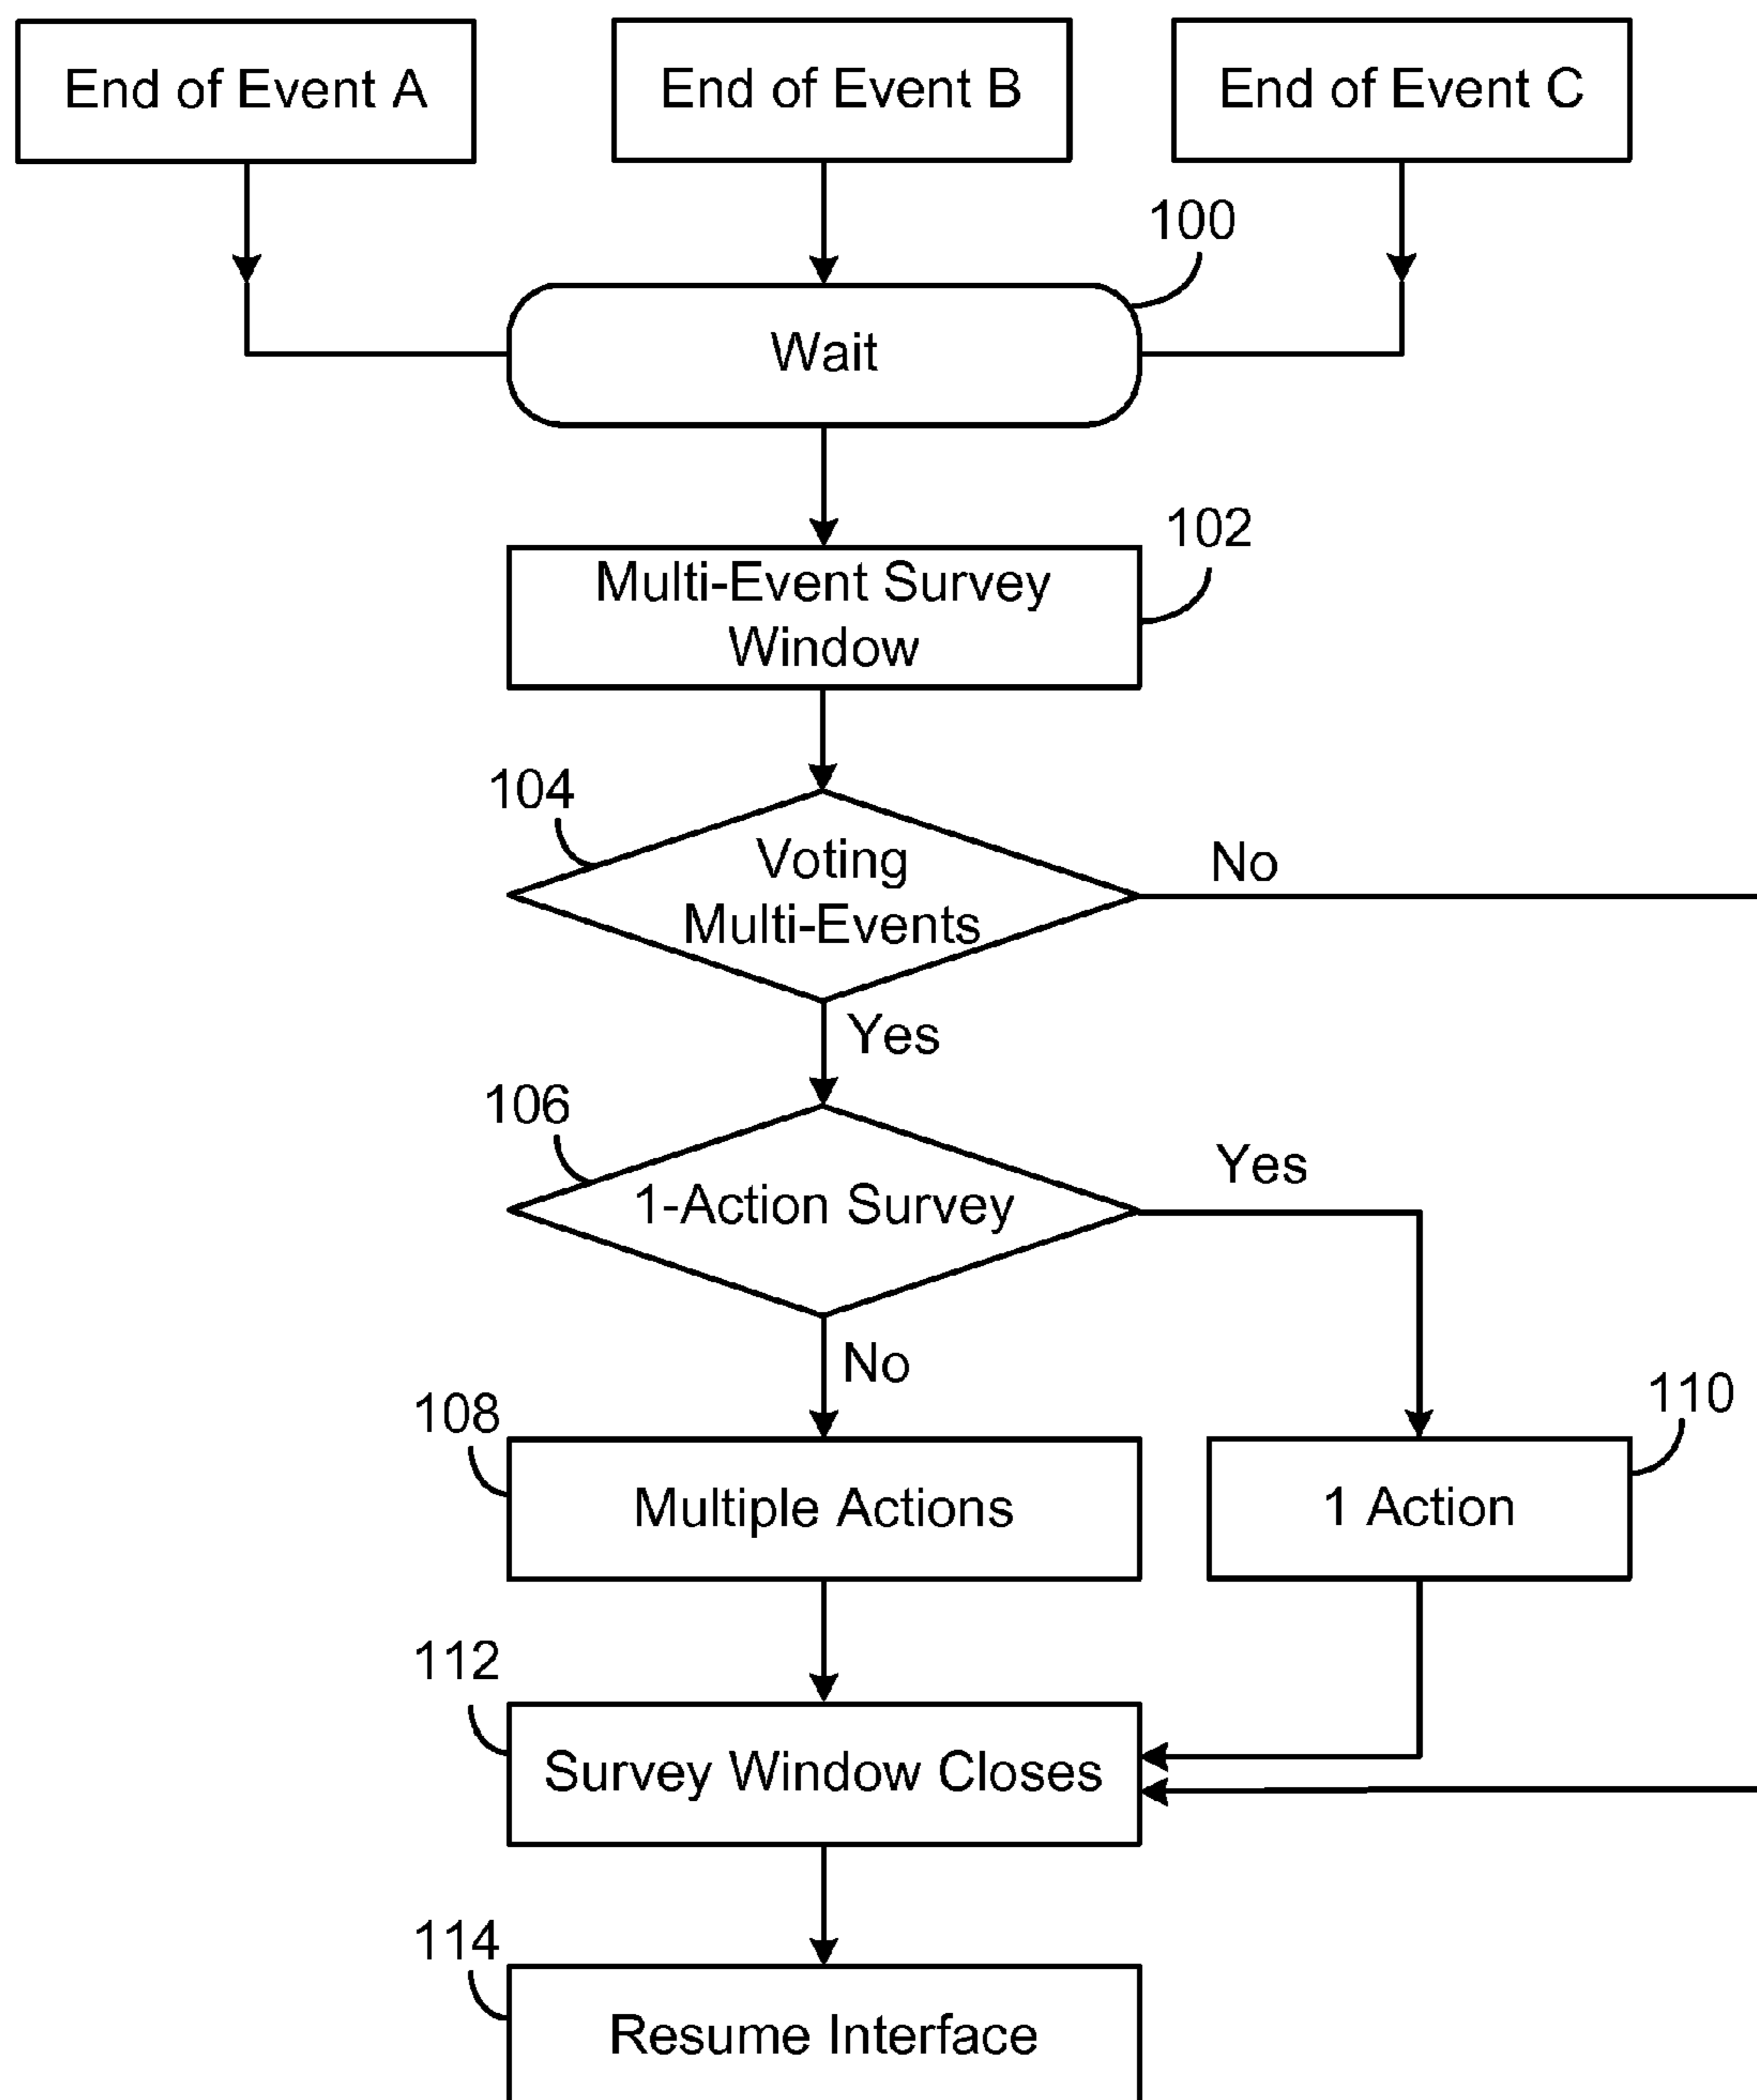 End of Event A
End of Event B
End of Event C
100
Wait
102
Multi-Event Survey
Window
104
Voting
Multi-Events
No
Yes
106
1-Action Survey
Yes
No
108
Multiple Actions
110
1 Action
112
Survey Window Closes
114
Resume Interface